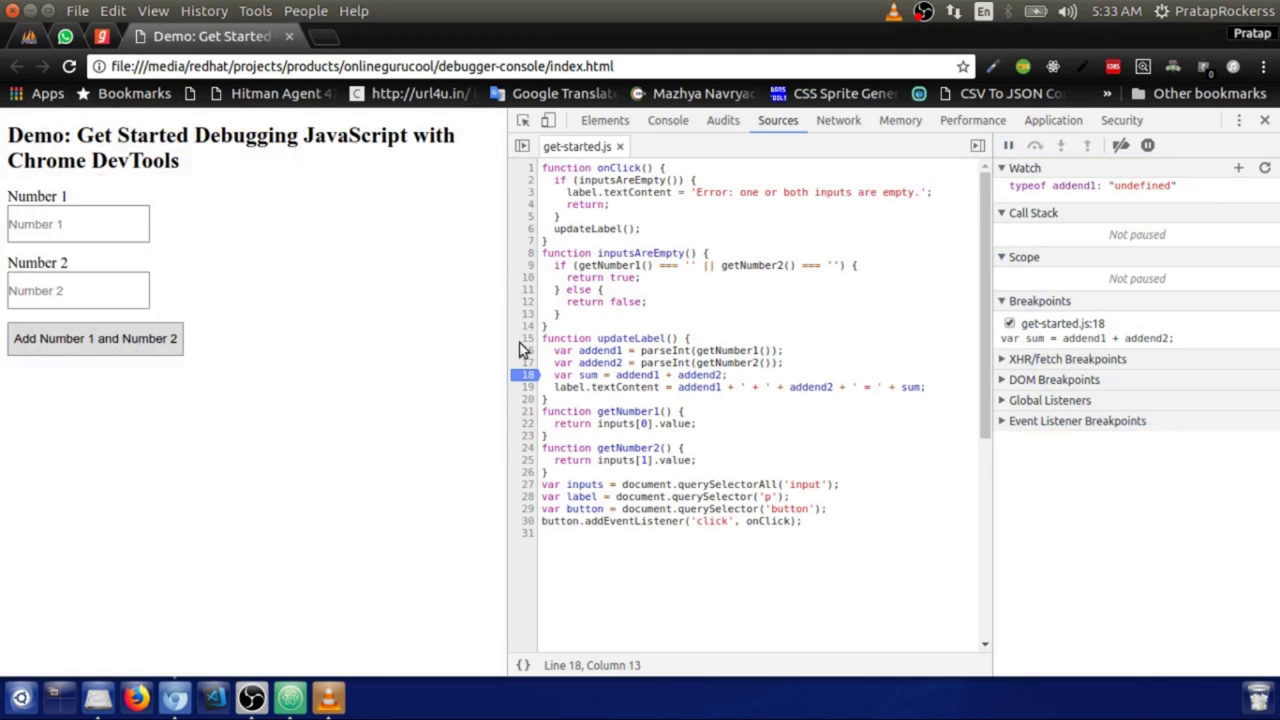 File Edit View History Tools People Help
En 5:33 AM PratapRockerss
Demo: Get Started
Pratap
file:///media/redhat/projects/products/onlinegurucool/debugger-console/index.html
Apps Bookmarks Hitman Agent 47 http://url4u.in/ Google Translat Mazhya Navryac CSS Sprite Gene CSV To JSON Co » Other bookmarks
Demo: Get Started Debugging JavaScript with
Chrome DevTools
Number 1
Number 1
Number 2
Number 2
Add Number 1 and Number 2
Elements Console Audits Sources Network Memory Performance Application Security
get-started.js
1 function onClick() {
2 if (inputsAreEmpty()) {
3 label.textContent = 'Error: one or both inputs are empty.';
4 return;
5 }
6 updateLabel();
7 }
8 function inputsAreEmpty() {
9 if (getNumber1() === '' || getNumber2() === '') {
10 return true;
11 } else {
12 return false;
13 }
14 }
15 function updateLabel() {
16 var addend1 = parseInt(getNumber1());
17 var addend2 = parseInt(getNumber2());
18 var sum = addend1 + addend2;
19 label.textContent = addend1 + ' + ' + addend2 + ' = ' + sum;
20 }
21 function getNumber1() {
22 return inputs[0].value;
23 }
24 function getNumber2() {
25 return inputs[1].value;
26 }
27 var inputs = document.querySelectorAll('input');
28 var label = document.querySelector('p');
29 var button = document.querySelector('button');
30 button.addEventListener('click', onClick);
31
{} Line 18, Column 13
Watch
typeof addend1: "undefined"
Call Stack
Not paused
Scope
Not paused
Breakpoints
get-started.js:18
var sum = addend1 + addend2;
XHR/fetch Breakpoints
DOM Breakpoints
Global Listeners
Event Listener Breakpoints